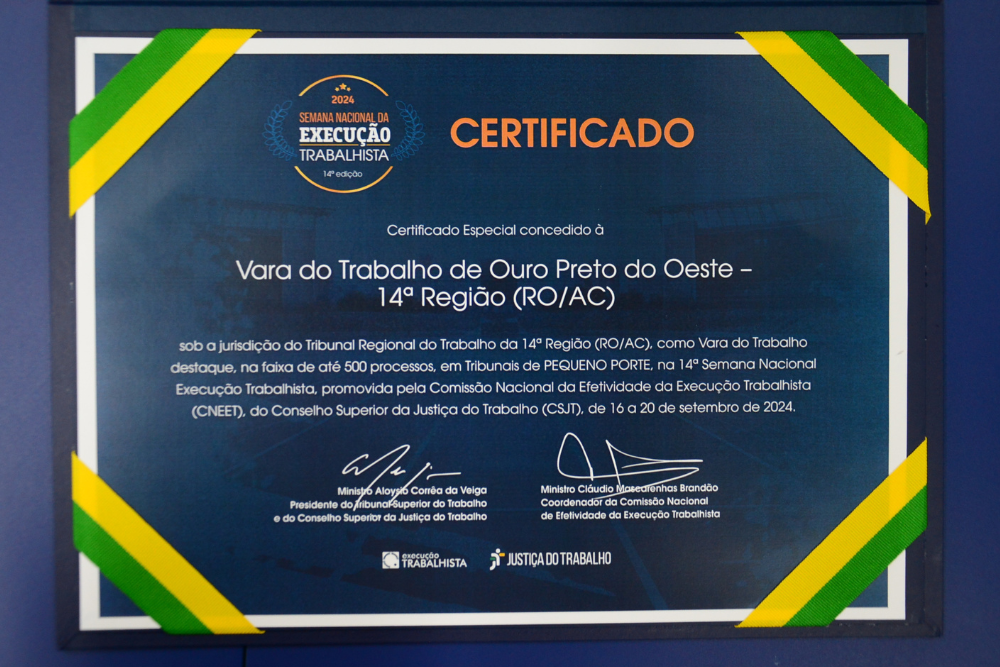 2024
SEMANA NACIONAL DA
EXECUÇÃO
TRABALHISTA
14ª edição
CERTIFICADO
Certificado Especial concedido à
Vara do Trabalho de Ouro Preto do Oeste –
14ª Região (RO/AC)
sob a jurisdição do Tribunal Regional do Trabalho da 14ª Região (RO/AC), como Vara do Trabalho
destaque, na faixa de até 500 processos, em Tribunais de PEQUENO PORTE, na 14ª Semana Nacional
Execução Trabalhista, promovida pela Comissão Nacional da Efetividade da Execução Trabalhista
(CNEET), do Conselho Superior da Justiça do Trabalho (CSJT), de 16 a 20 de setembro de 2024.
Ministro Aloysio Corrêa da Veiga
Presidente do Tribunal Superior do Trabalho
e do Conselho Superior da Justiça do Trabalho
Ministro Cláudio Mascarenhas Brandão
Coordenador da Comissão Nacional
de Efetividade da Execução Trabalhista
execução
TRABALHISTA
JUSTIÇA DO TRABALHO